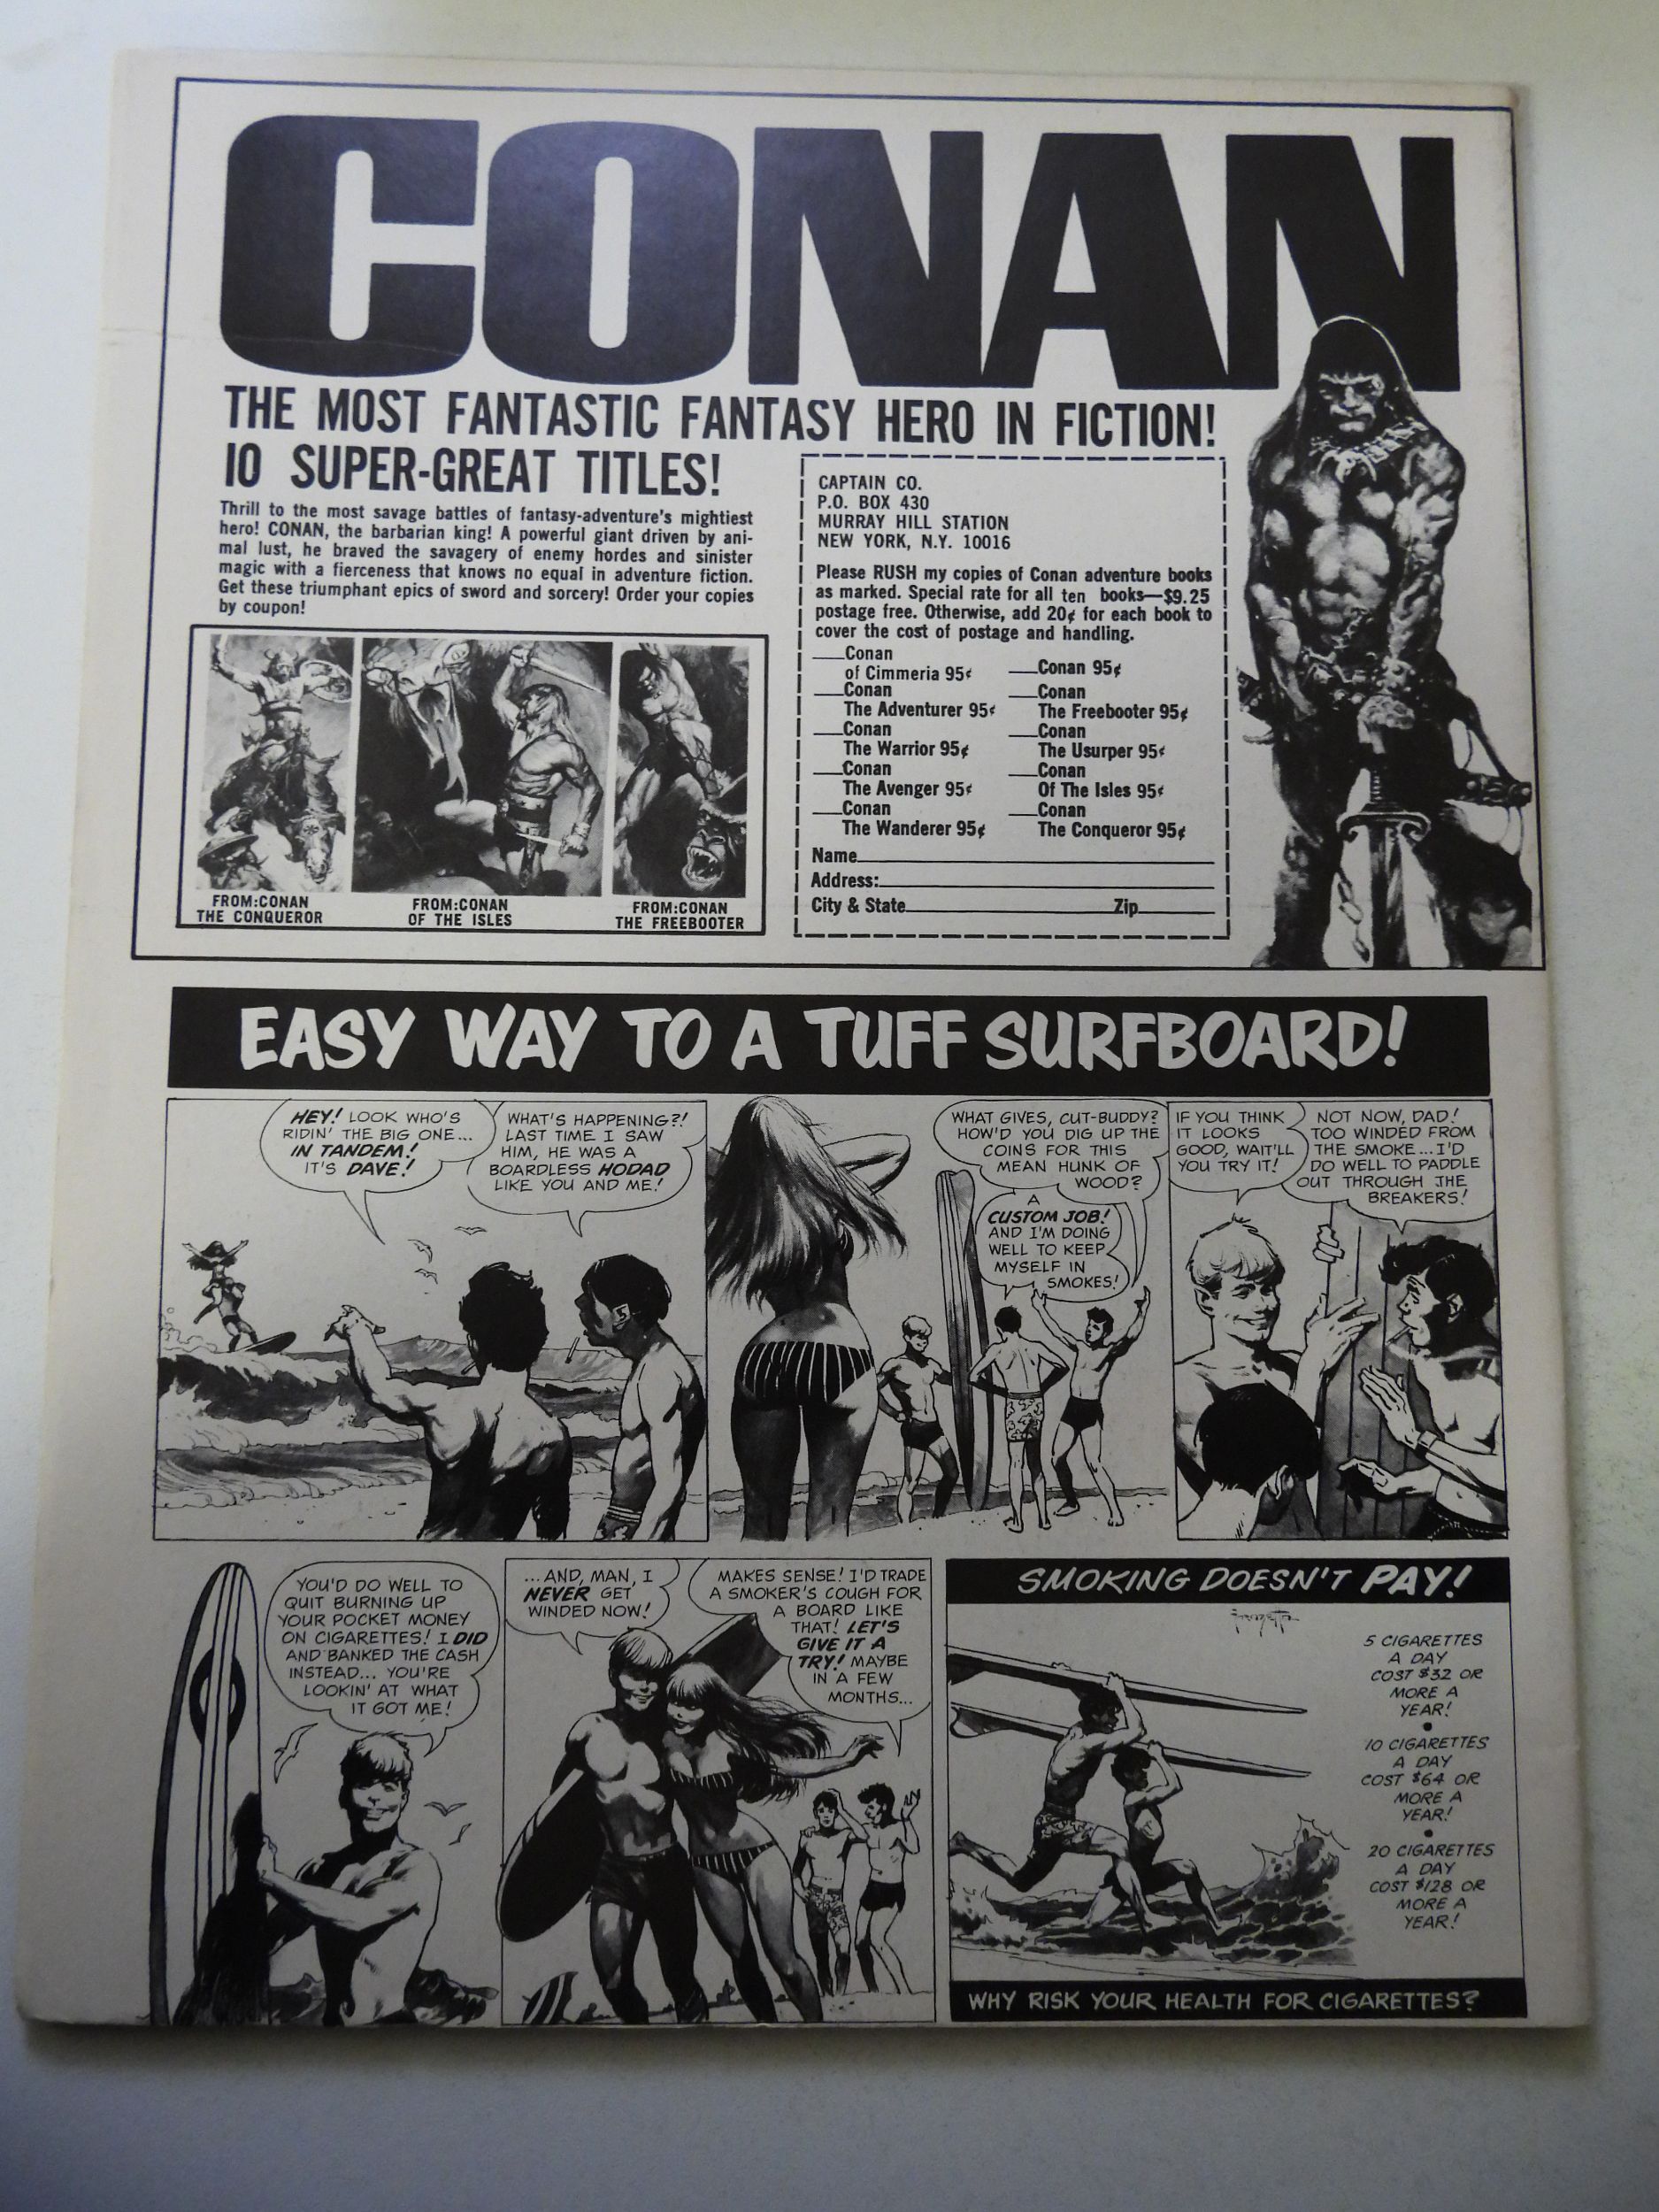 CONAN
THE MOST FANTASTIC FANTASY HERO IN FICTION!
10 SUPER-GREAT TITLES!
Thrill to the most savage battles of fantasy-adventure's mightiest
hero! CONAN, the barbarian king! A powerful giant driven by ani-
mal lust, he braved the savagery of enemy hordes and sinister
magic with a fierceness that knows no equal in adventure fiction.
Get these triumphant epics of sword and sorcery! Order your copies
by coupon!
FROM:CONAN
THE CONQUEROR
FROM:CONAN
OF THE ISLES
FROM:CONAN
THE FREEBOOTER
CAPTAIN CO.
P.O. BOX 430
MURRAY HILL STATION
NEW YORK, N.Y. 10016
Please RUSH my copies of Conan adventure books
as marked. Special rate for all ten books—$9.25
postage free. Otherwise, add 20¢ for each book to
cover the cost of postage and handling.
___Conan
of Cimmeria 95¢
___Conan
The Adventurer 95¢
___Conan
The Warrior 95¢
___Conan
The Avenger 95¢
___Conan
The Wanderer 95¢
___Conan 95¢
___Conan
The Freebooter 95¢
___Conan
The Usurper 95¢
___Conan
Of The Isles 95¢
___Conan
The Conqueror 95¢
Name
Address:
City & State Zip
EASY WAY TO A TUFF SURFBOARD!
HEY! LOOK WHO'S
RIDIN' THE BIG ONE...
IN TANDEM!
IT'S DAVE!
WHAT'S HAPPENING?!
LAST TIME I SAW
HIM, HE WAS A
BOARDLESS HODAD
LIKE YOU AND ME!
WHAT GIVES, CUT-BUDDY?
HOW'D YOU DIG UP THE
COINS FOR THIS
MEAN HUNK OF
WOOD?
A
CUSTOM JOB!
AND I'M DOING
WELL TO KEEP
MYSELF IN
SMOKES!
IF YOU THINK
IT LOOKS
GOOD, WAIT'LL
YOU TRY IT!
NOT NOW, DAD!
TOO WINDED FROM
THE SMOKE...I'D
DO WELL TO PADDLE
OUT THROUGH THE
BREAKERS!
YOU'D DO WELL TO
QUIT BURNING UP
YOUR POCKET MONEY
ON CIGARETTES! I DID
AND BANKED THE CASH
INSTEAD... YOU'RE
LOOKIN' AT WHAT
IT GOT ME!
...AND, MAN, I
NEVER GET
WINDED NOW!
MAKES SENSE! I'D TRADE
A SMOKER'S COUGH FOR
A BOARD LIKE
THAT! LET'S
GIVE IT A
TRY! MAYBE
IN A FEW
MONTHS...
SMOKING DOESN'T PAY!
Frazetta
5 CIGARETTES
A DAY
COST $32 OR
MORE A
YEAR!
•
10 CIGARETTES
A DAY
COST $64 OR
MORE A
YEAR!
•
20 CIGARETTES
A DAY
COST $128 OR
MORE A
YEAR!
WHY RISK YOUR HEALTH FOR CIGARETTES?